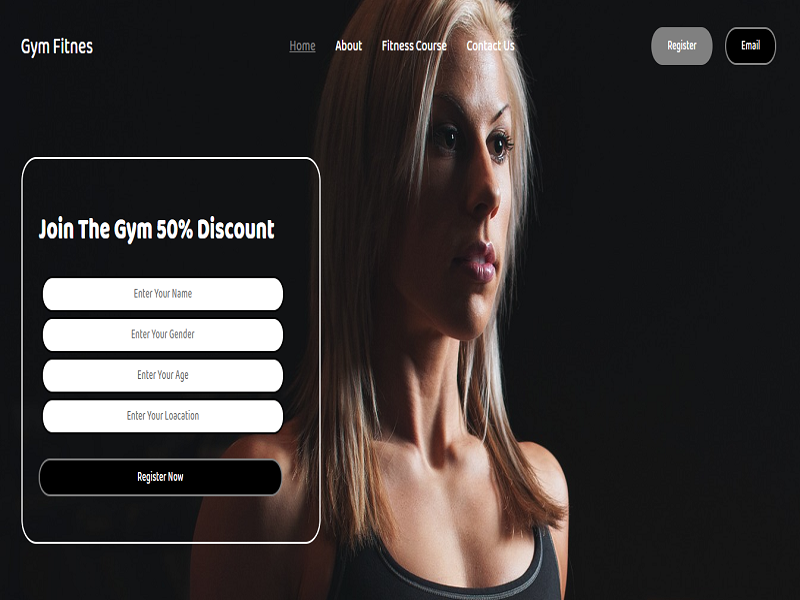 Gym Fitnes
Home About Fitness Course Contact Us
Register Email
Join The Gym 50% Discount
Enter Your Name
Enter Your Gender
Enter Your Age
Enter Your Loacation
Register Now